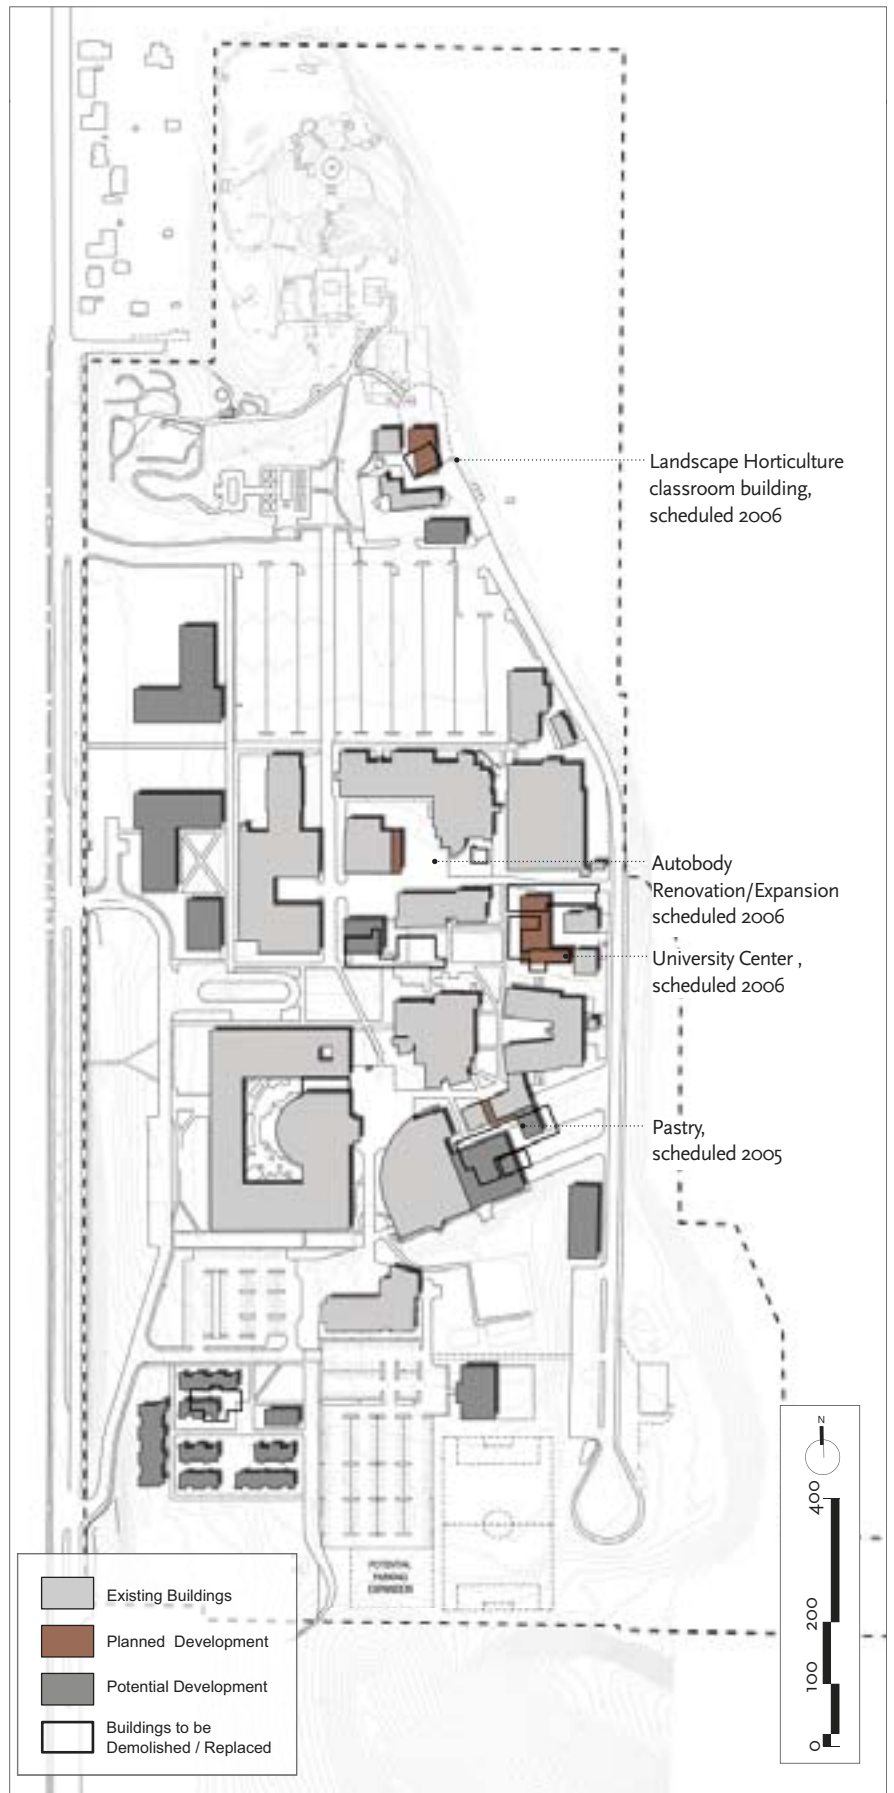 Landscape Horticulture
classroom building,
scheduled 2006
Autobody
Renovation/Expansion
scheduled 2006
University Center ,
scheduled 2006
Pastry,
scheduled 2005
N
400
200
100
0
POTENTIAL
PARKING
EXPANSION
Existing Buildings
Planned Development
Potential Development
Buildings to be
Demolished / Replaced